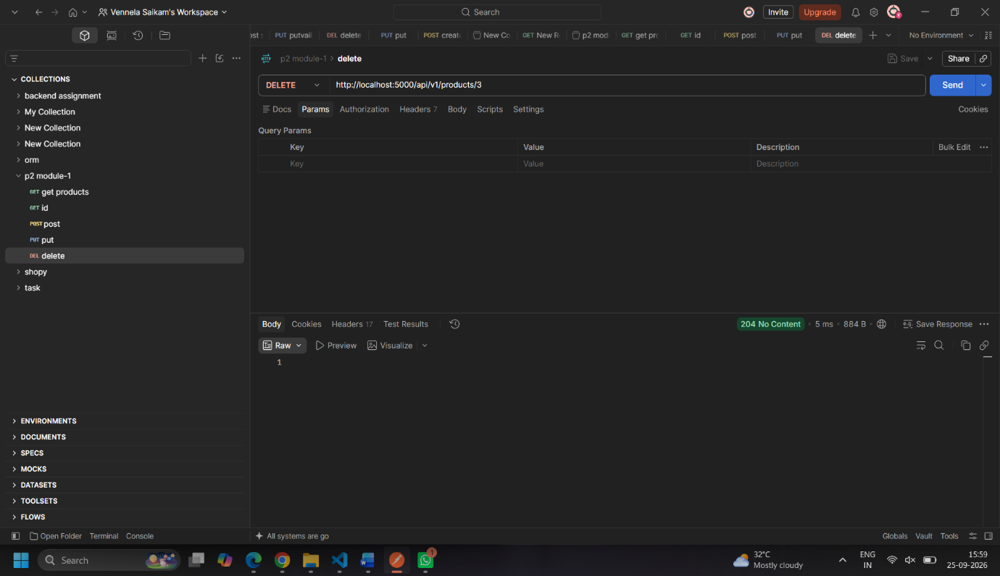 Vennela Saikam's Workspace
Search
Invite
Upgrade
ost s
PUT putvali
DEL delete
PUT put
POST create
New Co
GET New R
p2 mod
GET get pro
GET id
POST post
PUT put
DEL delete
No Environment
COLLECTIONS
backend assignment
My Collection
New Collection
New Collection
orm
p2 module-1
GET get products
GET id
POST post
PUT put
DEL delete
shopy
task
ENVIRONMENTS
DOCUMENTS
SPECS
MOCKS
DATASETS
TOOLSETS
FLOWS
HTTP p2 module-1 > delete
Save
Share
DELETE http://localhost:5000/api/v1/products/3
Send
Docs Params Authorization Headers 7 Body Scripts Settings
Cookies
Query Params
Key Value Description Bulk Edit
Key Value Description
Body Cookies Headers 17 Test Results
204 No Content • 5 ms • 884 B
e.g. Save Response
Raw Preview Visualize
1
Open Folder Terminal Console
All systems are go
Globals Vault Tools
Search
1
32°C
Mostly cloudy
ENG
IN
15:59
25-09-2026